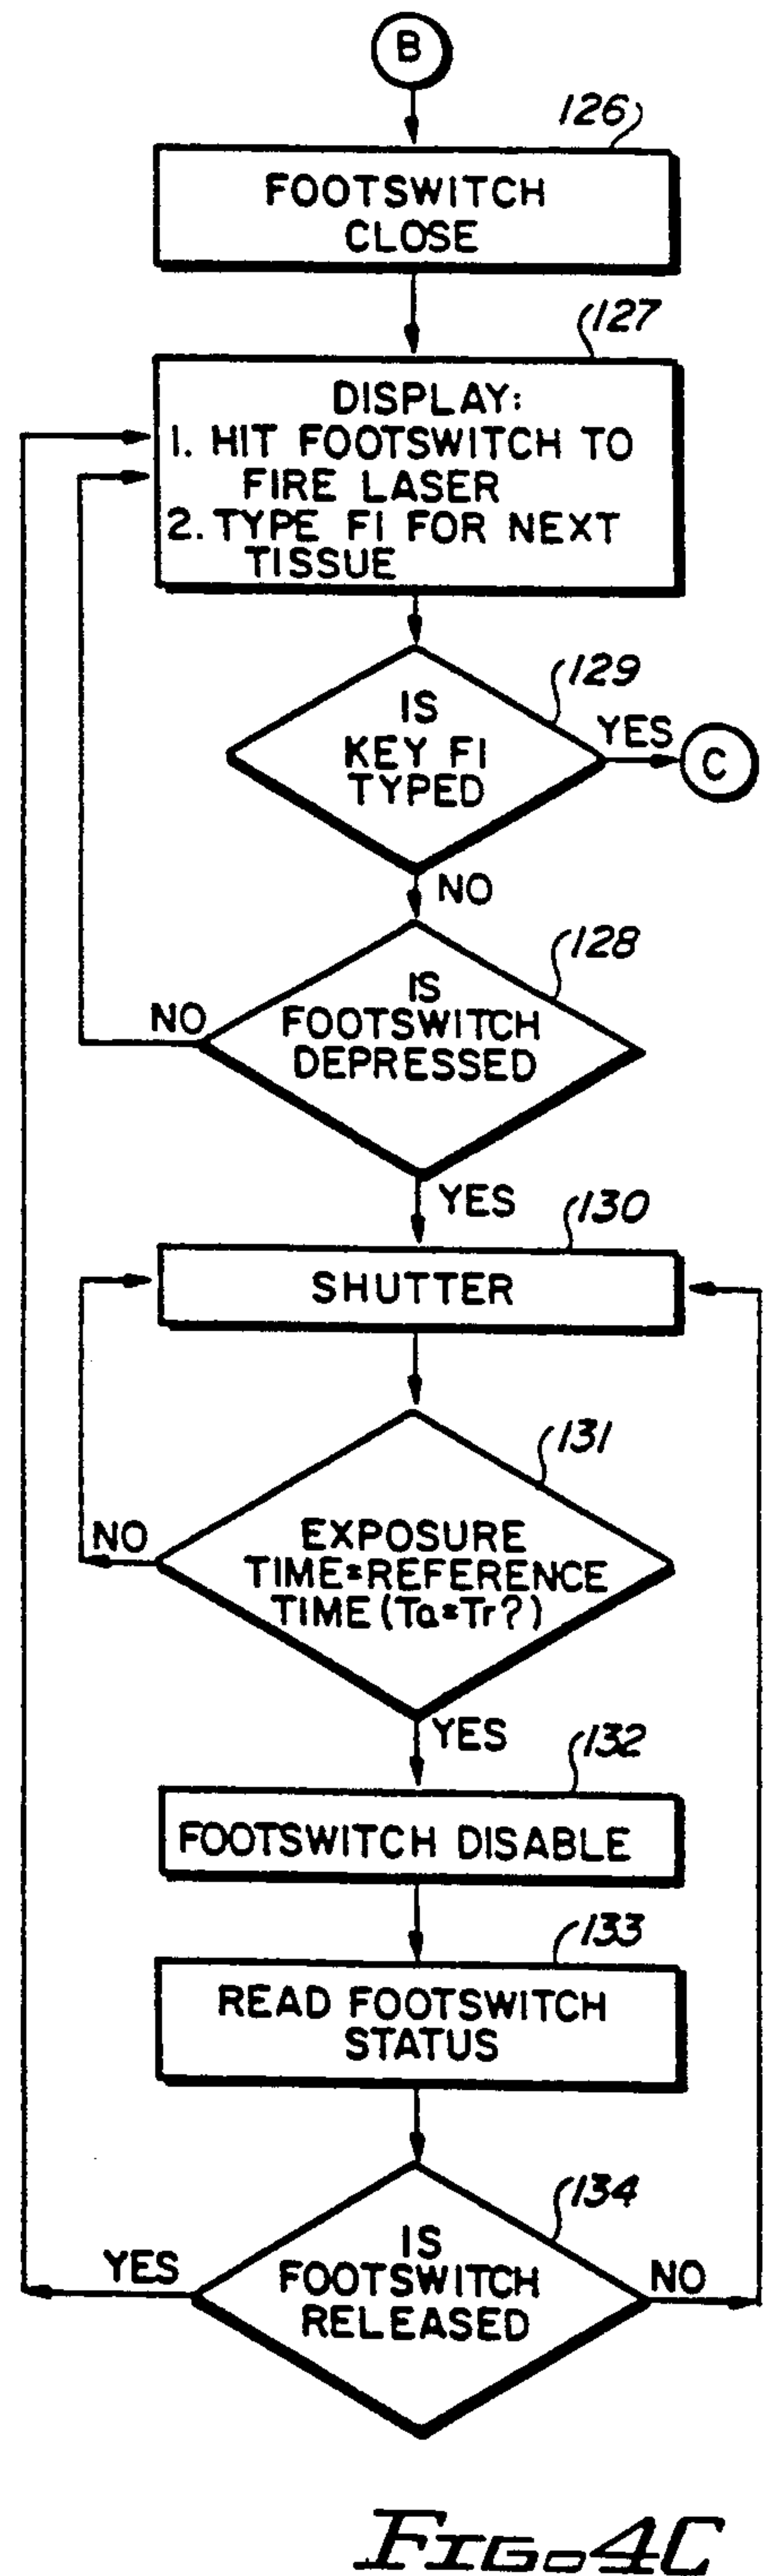 B
126
FOOTSWITCH
CLOSE
127
DISPLAY:
1. HIT FOOTSWITCH TO
FIRE LASER
2. TYPE F1 FOR NEXT
TISSUE
129
IS
KEY F1
TYPED
YES
C
NO
128
IS
FOOTSWITCH
DEPRESSED
NO
YES
130
SHUTTER
131
EXPOSURE
TIME=REFERENCE
TIME (Ta=Tr?)
NO
YES
132
FOOTSWITCH DISABLE
133
READ FOOTSWITCH
STATUS
134
IS
FOOTSWITCH
RELEASED
YES
NO
FIG. 4C